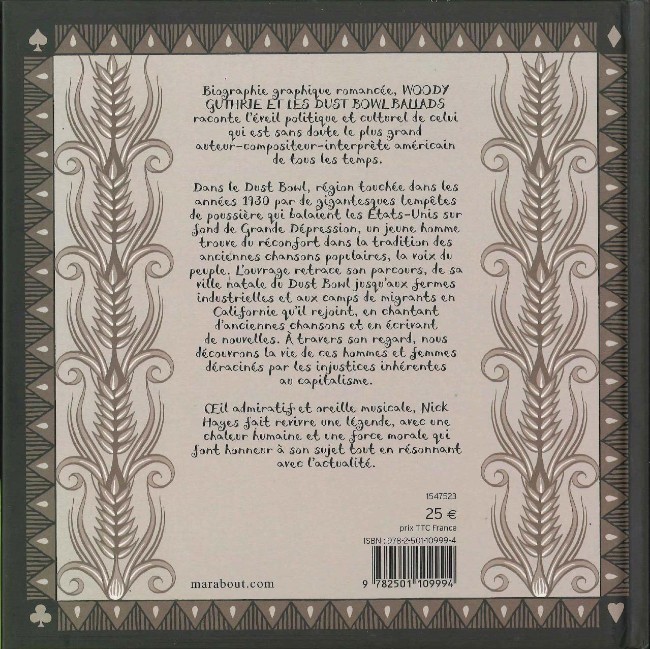 Biographie graphique romancée, WOODY
GUTHRIE ET LES DUST BOWL BALLADS
raconte l'éveil politique et culturel de celui
qui est sans doute le plus grand
auteur-compositeur-interprète américain
de tous les temps.
Dans le Dust Bowl, région touchée dans les
années 1930 par de gigantesques tempêtes
de poussière qui balaient les États-Unis sur
fond de Grande Dépression, un jeune homme
trouve du réconfort dans la tradition des
anciennes chansons populaires, la voix du
peuple. L'ouvrage retrace son parcours, de sa
ville natale du Dust Bowl jusqu'aux fermes
industrielles et aux camps de migrants en
Californie qu'il rejoint, en chantant
d'anciennes chansons et en écrivant
de nouvelles. À travers son regard, nous
découvrons la vie de ces hommes et femmes
déracinés par les injustices inhérentes
au capitalisme.
Œil admiratif et oreille musicale, Nick
Hayes fait revivre une légende, avec une
chaleur humaine et une force morale qui
font honneur à son sujet tout en résonnant
avec l'actualité.
1547523
25 €
prix TTC France
ISBN : 978-2-501-10999-4
9 782501 109994
marabout.com